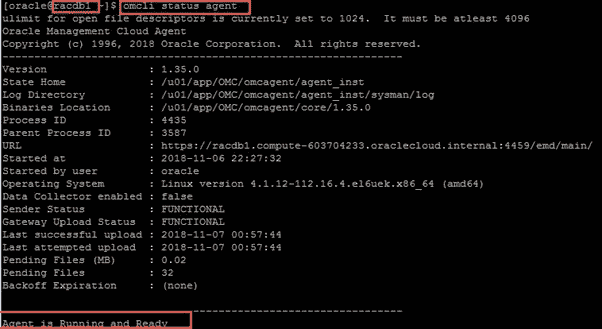 [oracle@racdb1 ~]$ omcli status agent
ulimit for open file descriptors is currently set to 1024.  It must be atleast 4096
Oracle Management Cloud Agent
Copyright (c) 1996, 2018 Oracle Corporation.  All rights reserved.
---------------------------------------------------------------
Version                : 1.35.0
State Home             : /u01/app/OMC/omcagent/agent_inst
Log Directory          : /u01/app/OMC/omcagent/agent_inst/sysman/log
Binaries Location      : /u01/app/OMC/omcagent/core/1.35.0
Process ID             : 4435
Parent Process ID      : 3587
URL                    : https://racdb1.compute-603704233.oraclecloud.internal:4459/emd/main/
Started at             : 2018-11-06 22:27:32
Started by user        : oracle
Operating System       : Linux version 4.1.12-112.16.4.el6uek.x86_64 (amd64)
Data Collector enabled : false
Sender Status          : FUNCTIONAL
Gateway Upload Status  : FUNCTIONAL
Last successful upload : 2018-11-07 00:57:44
Last attempted upload  : 2018-11-07 00:57:44
Pending Files (MB)     : 0.02
Pending Files          : 32
Backoff Expiration     : (none)
---------------------------------------------------------------
Agent is Running and Ready